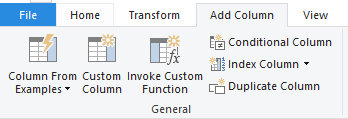 File Home Transform Add Column View
Column From
Examples
Custom
Column
Invoke Custom
Function
Conditional Column
Index Column
Duplicate Column
General